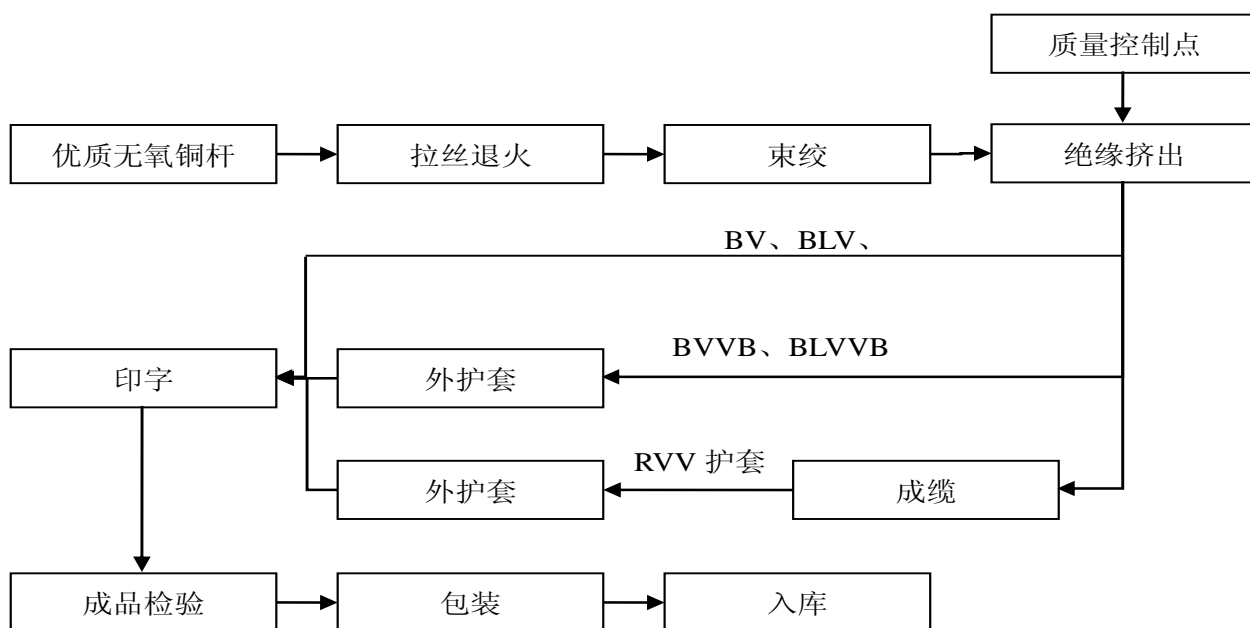 质量控制点
优质无氧铜杆
拉丝退火
束绞
绝缘挤出
BV、BLV、
BVVB、BLVVB
印字
外护套
RVV 护套
外护套
成缆
成品检验
包装
入库